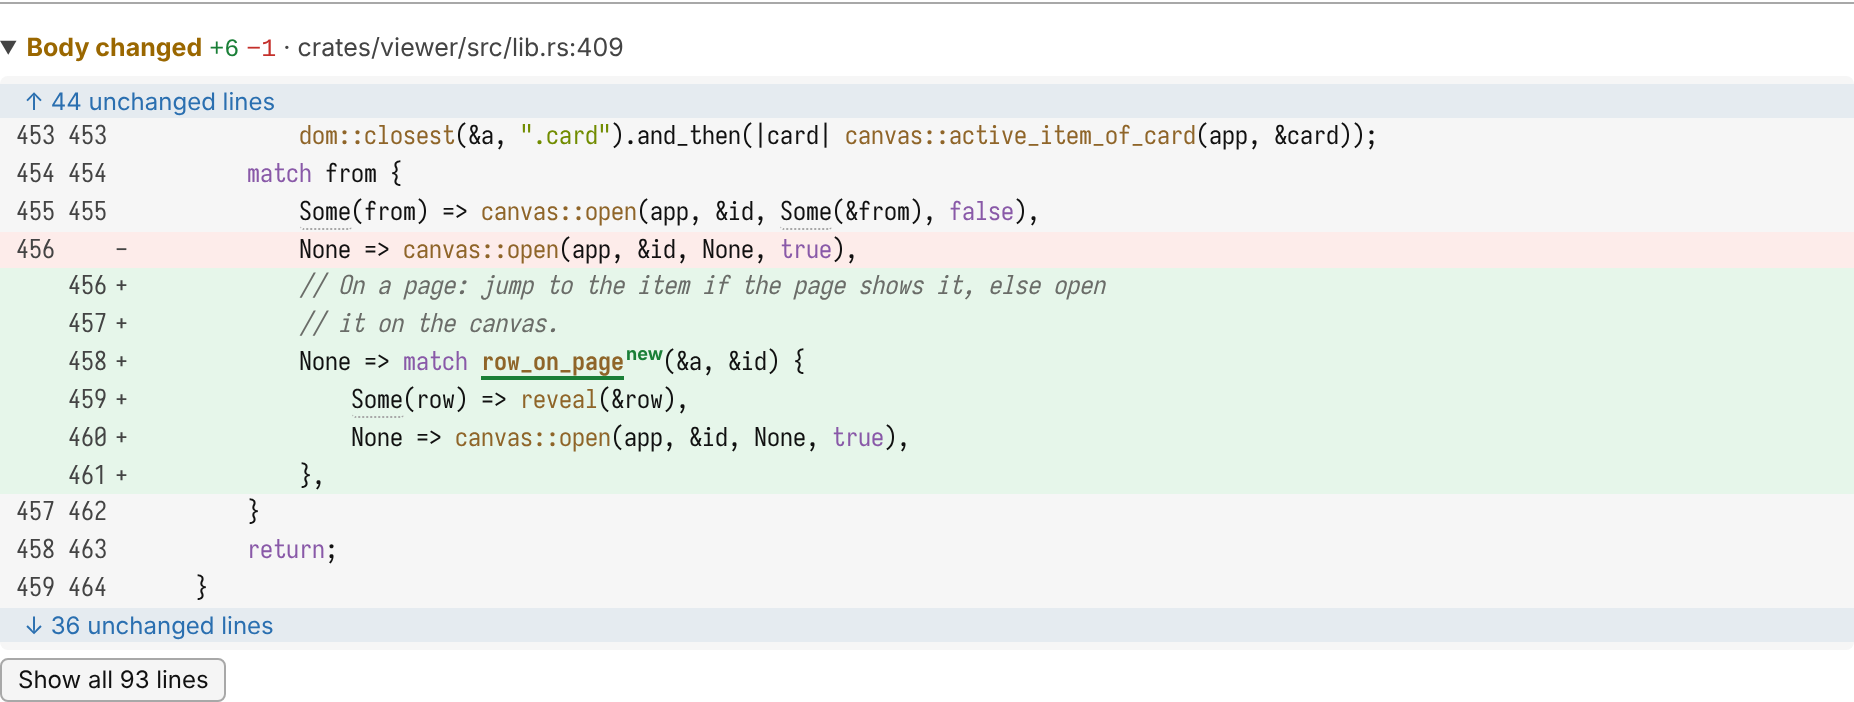 ▼ Body changed +6 −1 · crates/viewer/src/lib.rs:409
↑ 44 unchanged lines
453 453 dom::closest(&a, ".card").and_then(|card| canvas::active_item_of_card(app, &card));
454 454 match from {
455 455 Some(from) => canvas::open(app, &id, Some(&from), false),
456 − None => canvas::open(app, &id, None, true),
456 + // On a page: jump to the item if the page shows it, else open
457 + // it on the canvas.
458 + None => match row_on_page new(&a, &id) {
459 + Some(row) => reveal(&row),
460 + None => canvas::open(app, &id, None, true),
461 + },
457 462 }
458 463 return;
459 464 }
↓ 36 unchanged lines
Show all 93 lines